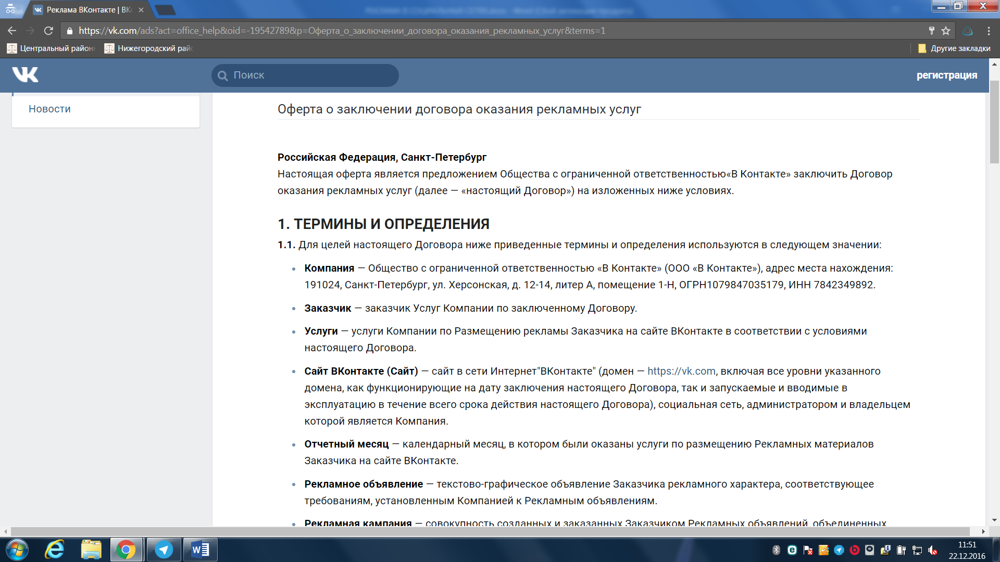 Реклама ВКонтакте | ВК
https://vk.com/ads?act=office_help&oid=-19542789&p=Оферта_о_заключении_договора_оказания_рекламных_услуг&terms=1
Центральный район
Нижегородский рай
Другие закладки
Поиск
регистрация
Новости
Оферта о заключении договора оказания рекламных услуг
Российская Федерация, Санкт-Петербург
Настоящая оферта является предложением Общества с ограниченной ответственностью«В Контакте» заключить Договор
оказания рекламных услуг (далее — «настоящий Договор») на изложенных ниже условиях.
1. ТЕРМИНЫ И ОПРЕДЕЛЕНИЯ
1.1. Для целей настоящего Договора ниже приведенные термины и определения используются в следующем значении:
Компания — Общество с ограниченной ответственностью «В Контакте» (ООО «В Контакте»), адрес места нахождения:
191024, Санкт-Петербург, ул. Херсонская, д. 12-14, литер А, помещение 1-Н, ОГРН1079847035179, ИНН 7842349892.
Заказчик — заказчик Услуг Компании по заключенному Договору.
Услуги — услуги Компании по Размещению рекламы Заказчика на сайте ВКонтакте в соответствии с условиями
настоящего Договора.
Сайт ВКонтакте (Сайт) — сайт в сети Интернет"ВКонтакте" (домен — https://vk.com, включая все уровни указанного
домена, как функционирующие на дату заключения настоящего Договора, так и запускаемые и вводимые в
эксплуатацию в течение всего срока действия настоящего Договора), социальная сеть, администратором и владельцем
которой является Компания.
Отчетный месяц — календарный месяц, в котором были оказаны услуги по размещению Рекламных материалов
Заказчика на сайте ВКонтакте.
Рекламное объявление — текстово-графическое объявление Заказчика рекламного характера, соответствующее
требованиям, установленным Компанией к Рекламным объявлениям.
Рекламная кампания — совокупность созданных и заказанных Заказчиком Рекламных объявлений, объединенных
11:51
22.12.2016